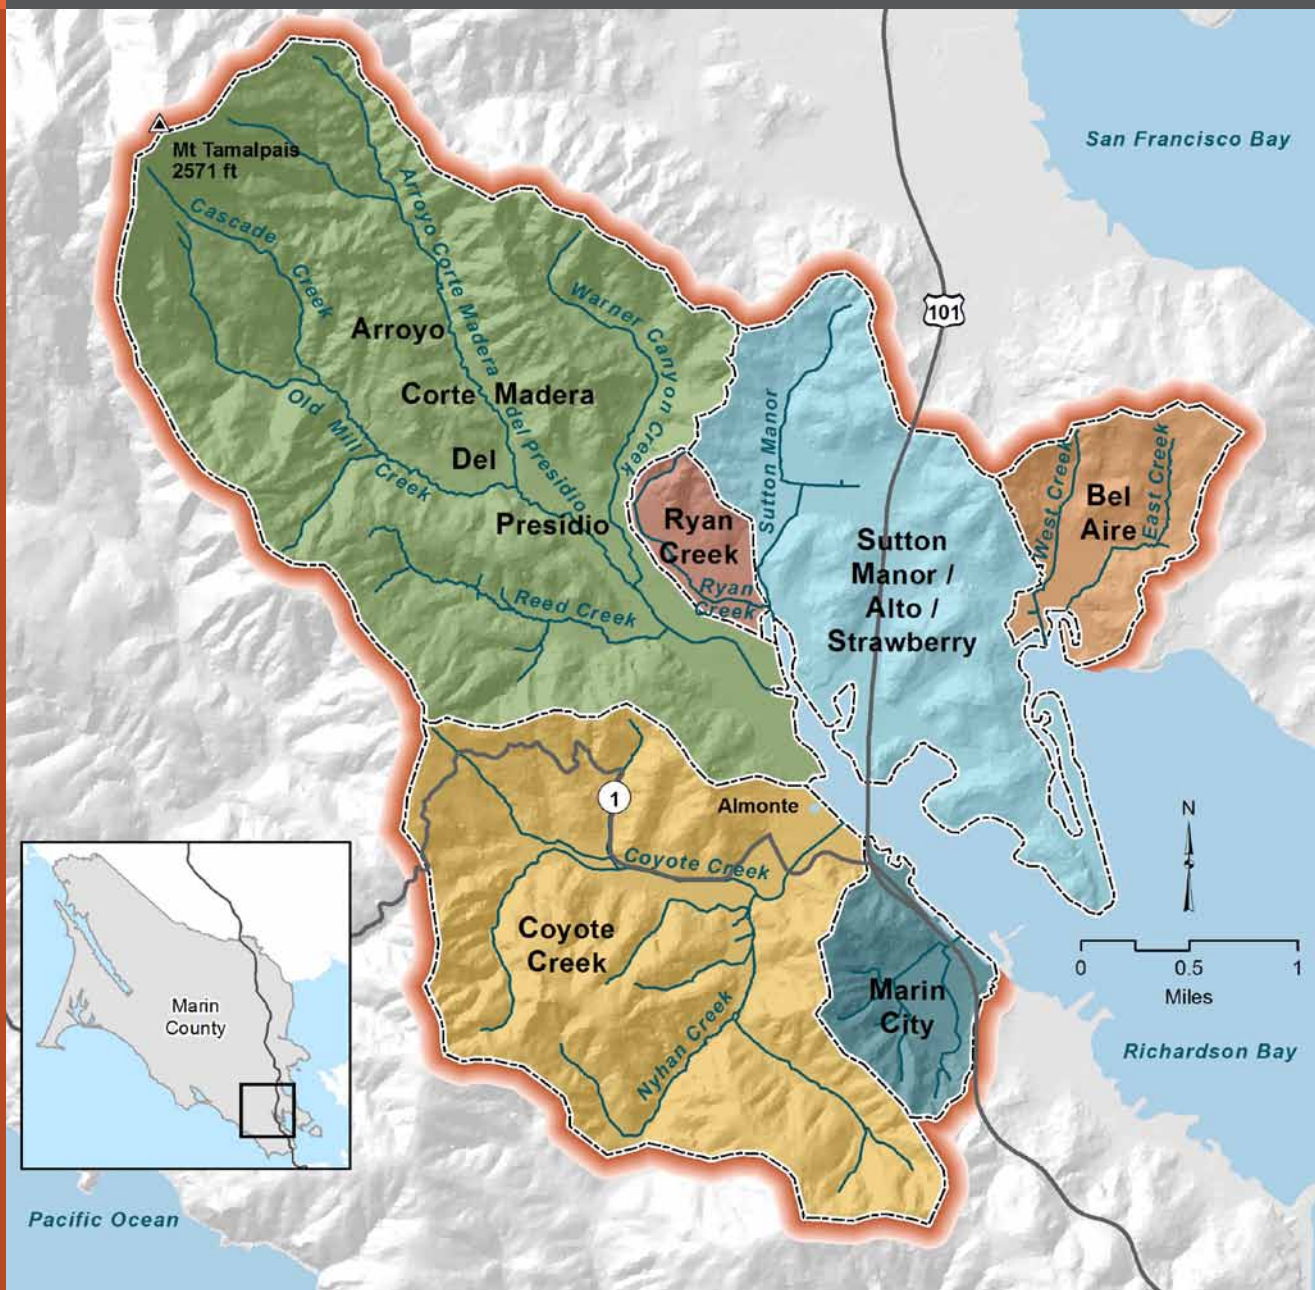 San Francisco Bay
Mt Tamalpais
2571 ft
Cascade
Creek
Arroyo Corte Madera del Presidio
Warner Canyon Creek
101
Arroyo
Corte Madera
Del
Presidio
Old Mill
Creek
Sutton Manor
West Creek
East Creek
Bel
Aire
Ryan
Creek
Ryan
Creek
Sutton
Manor /
Alto /
Strawberry
Reed Creek
1
Almonte
N
Coyote Creek
Coyote
Creek
Nyhan Creek
Marin
City
0
0.5
1
Miles
Richardson Bay
Marin
County
Pacific Ocean